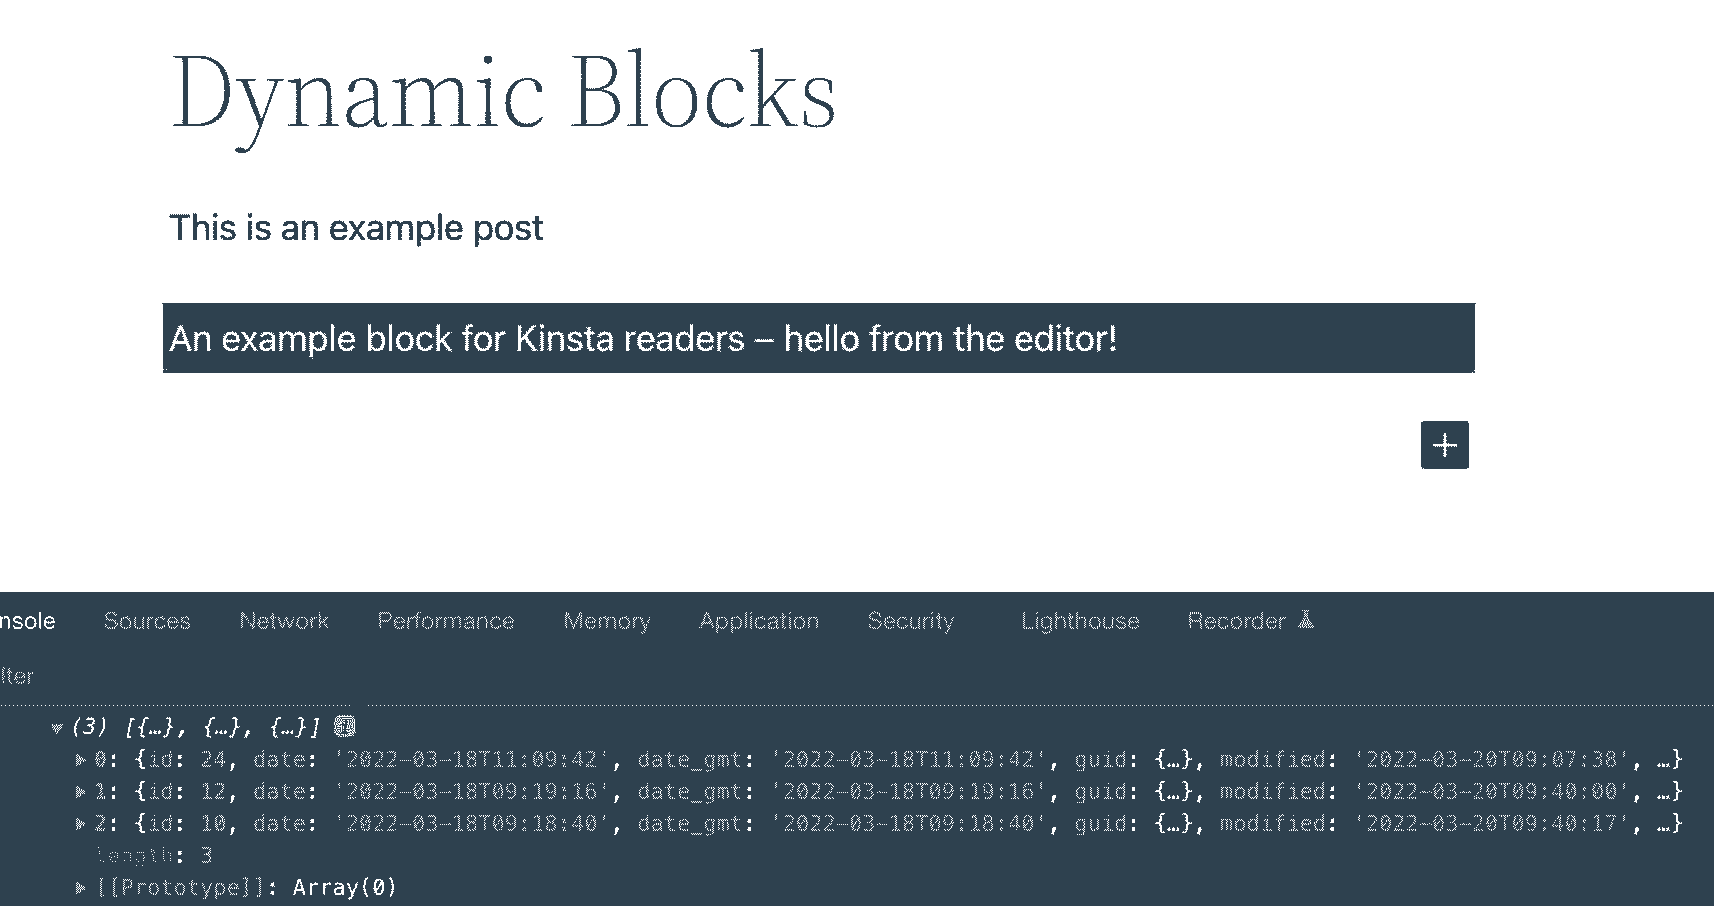 Dynamic Blocks
This is an example post
An example block for Kinsta readers – hello from the editor!
nsole Sources Network Performance Memory Application Security Lighthouse Recorder
lter
(3) [{…}, {…}, {…}]
0: {id: 24, date: '2022-03-18T11:09:42', date_gmt: '2022-03-18T11:09:42', guid: {…}, modified: '2022-03-20T09:07:38', …}
1: {id: 12, date: '2022-03-18T09:19:16', date_gmt: '2022-03-18T09:19:16', guid: {…}, modified: '2022-03-20T09:40:00', …}
2: {id: 10, date: '2022-03-18T09:18:40', date_gmt: '2022-03-18T09:18:40', guid: {…}, modified: '2022-03-20T09:40:17', …}
length: 3
[[Prototype]]: Array(0)